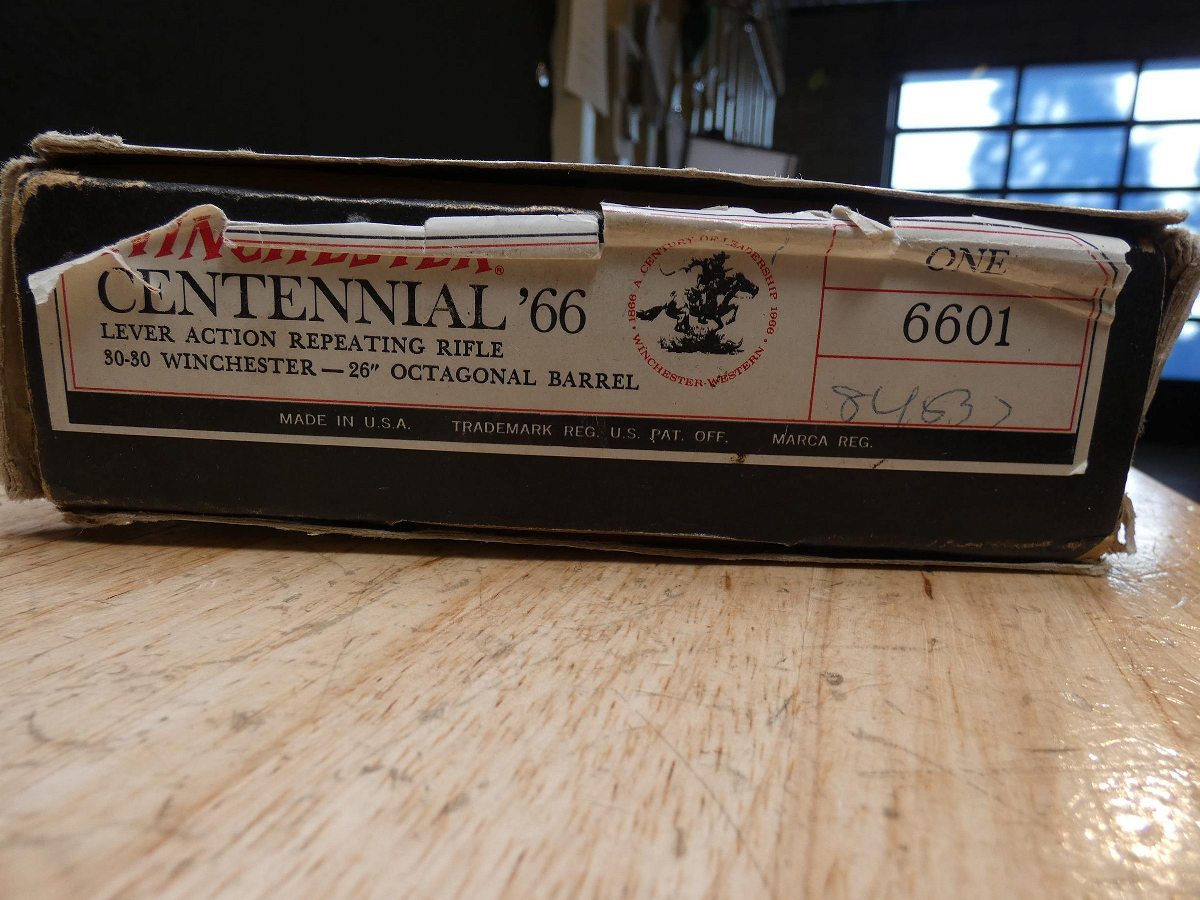 WINCHESTER®
CENTENNIAL '66
LEVER ACTION REPEATING RIFLE
30-30 WINCHESTER — 26" OCTAGONAL BARREL
· 1866 A CENTURY OF LEADERSHIP 1966 ·
WINCHESTER-WESTERN
ONE
6601
MADE IN U.S.A. TRADEMARK REG. U.S. PAT. OFF. MARCA REG.